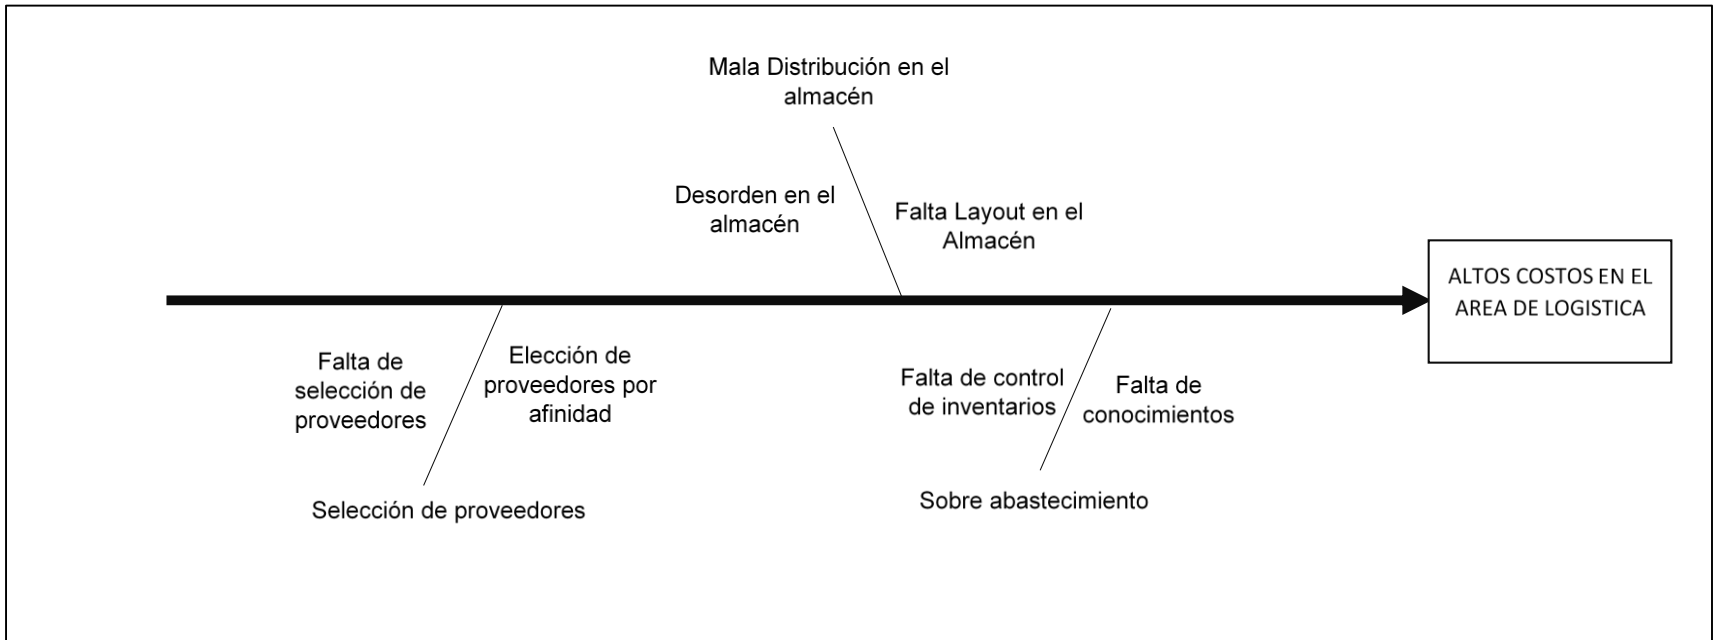 Mala Distribución en el
almacén
Desorden en el
almacén
Falta Layout en el
Almacén
ALTOS COSTOS EN EL
AREA DE LOGISTICA
Falta de
selección de
proveedores
Elección de
proveedores por
afinidad
Falta de control
de inventarios
Falta de
conocimientos
Selección de proveedores
Sobre abastecimiento